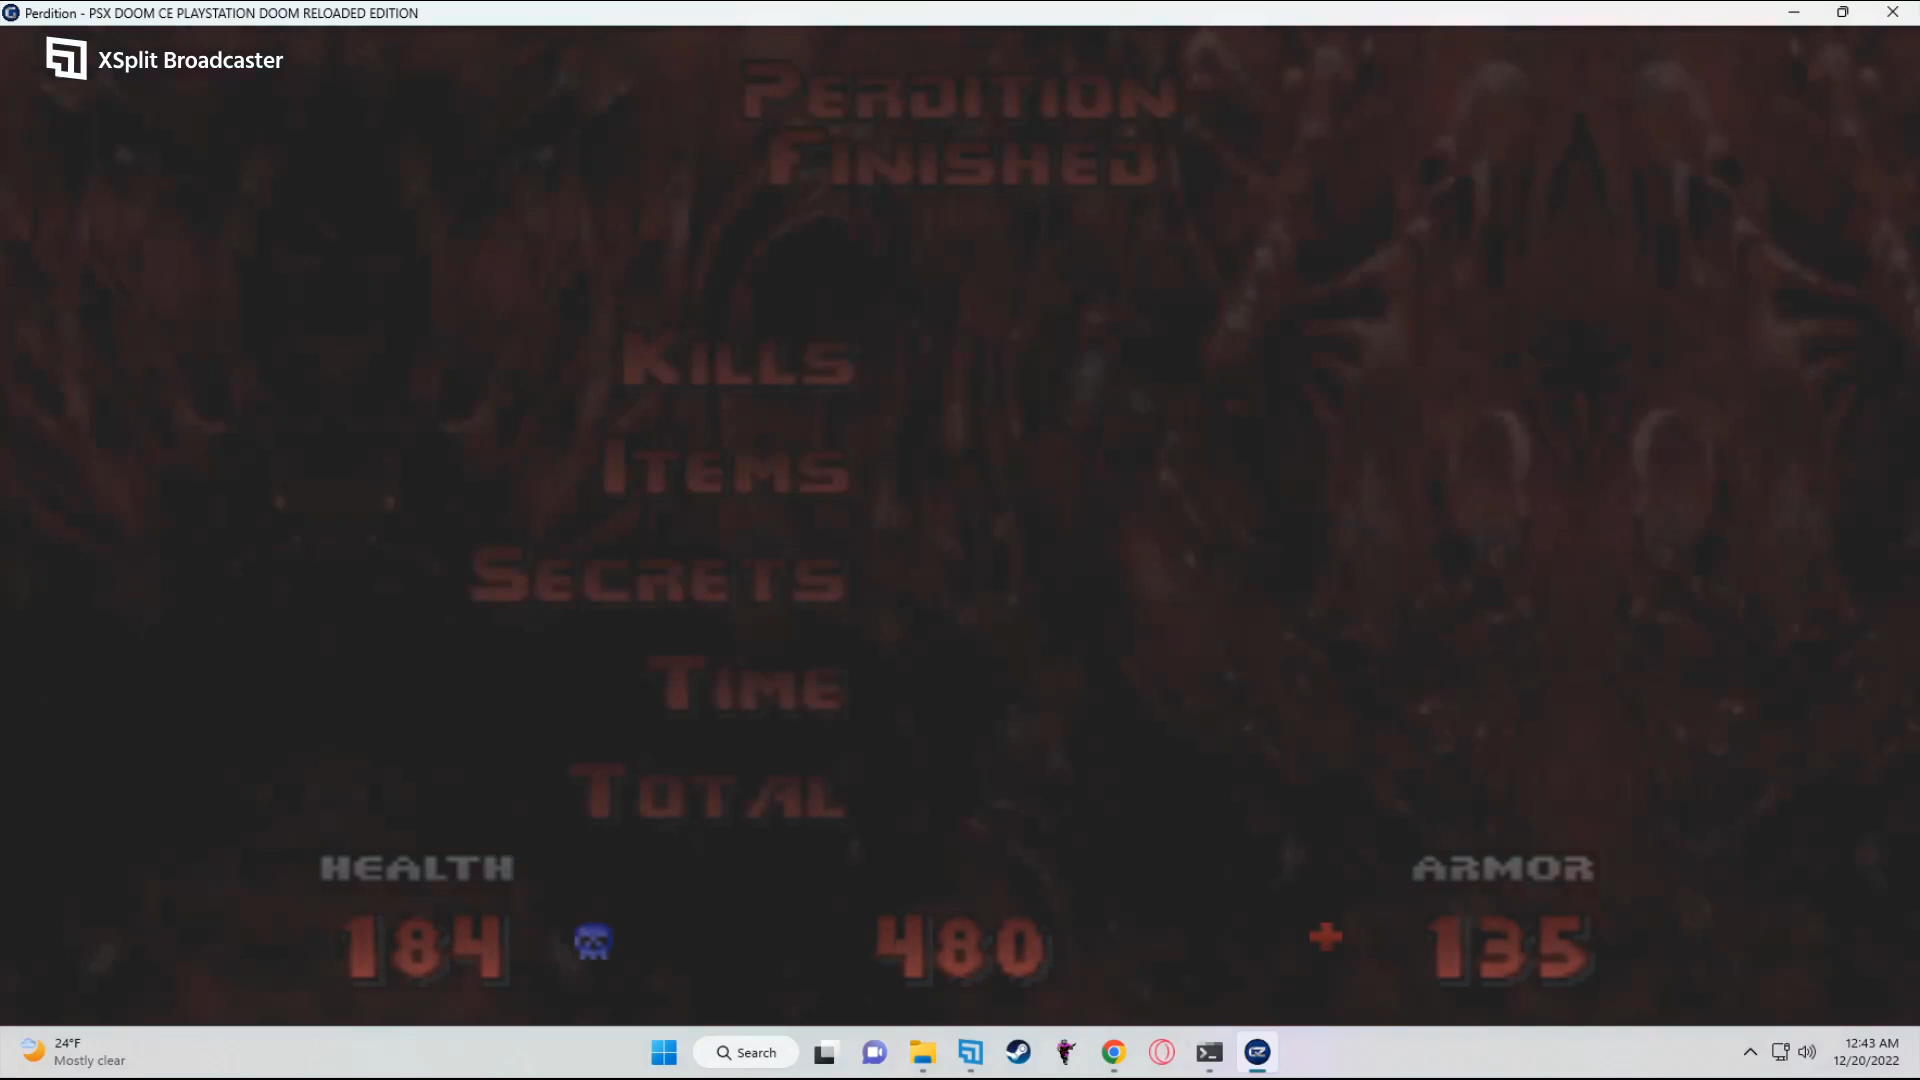 Perdition - PSX DOOM CE PLAYSTATION DOOM RELOADED EDITION
XSplit Broadcaster
PERDITION
FINISHED
KILLS
ITEMS
SECRETS
TIME
TOTAL
HEALTH
ARMOR
184
480
135
24°F
Mostly clear
Search
12:43 AM
12/20/2022